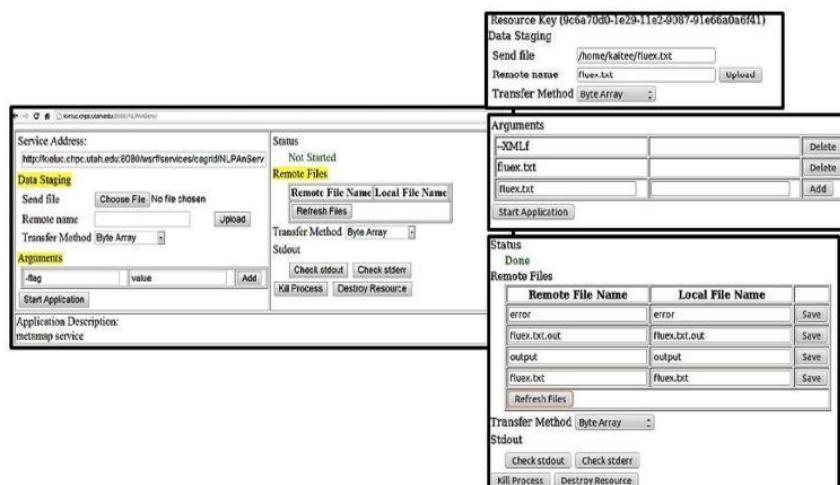 Resource Key (9c6a70d0-1e29-11e2-9087-91e66a0a6f41)
Data Staging
Send file /home/kaitee/fluex.txt
Remote name fluex.txt Upload
Transfer Method Byte Array
kieluc.chpc.utah.edu:8080/NLPAnServ/
Service Address:
http://kieluc.chpc.utah.edu:8080/wsrf/services/cagrid/NLPAnServ
Data Staging
Send file Choose File No file chosen
Remote name Upload
Transfer Method Byte Array
Arguments
-flag value Add
Start Application
Status
Not Started
Remote Files
Remote File Name Local File Name
Refresh Files
Transfer Method Byte Array
Stdout
Check stdout Check stderr
Kill Process Destroy Resource
Application Description:
metamap service
Arguments
--XMLf Delete
fluex.txt Delete
fluex.txt Add
Start Application
Status
Done
Remote Files
Remote File Name Local File Name
error error Save
fluex.txt.out fluex.txt.out Save
output output Save
fluex.txt fluex.txt Save
Refresh Files
Transfer Method Byte Array
Stdout
Check stdout Check stderr
Kill Process Destroy Resource